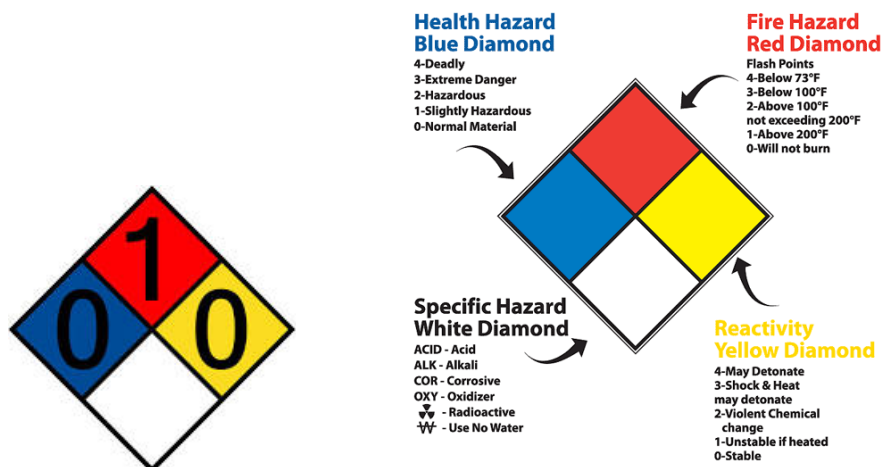 Health Hazard
Blue Diamond
4-Deadly
3-Extreme Danger
2-Hazardous
1-Slightly Hazardous
0-Normal Material
Fire Hazard
Red Diamond
Flash Points
4-Below 73°F
3-Below 100°F
2-Above 100°F
not exceeding 200°F
1-Above 200°F
0-Will not burn
1
0 0
Specific Hazard
White Diamond
ACID - Acid
ALK - Alkali
COR - Corrosive
OXY - Oxidizer
- Radioactive
W - Use No Water
Reactivity
Yellow Diamond
4-May Detonate
3-Shock & Heat
may detonate
2-Violent Chemical
change
1-Unstable if heated
0-Stable